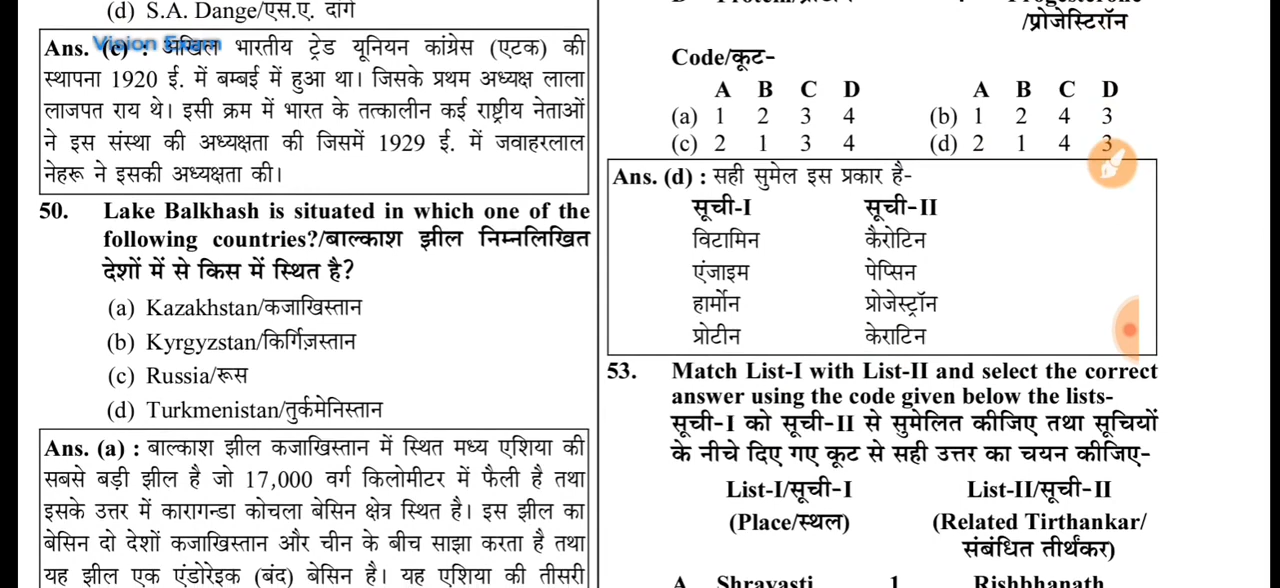 (d) S.A. Dange/एस.ए. दांगे
Vision Exam
Ans. (c) : अखिल भारतीय ट्रेड यूनियन कांग्रेस (एटक) की
स्थापना 1920 ई. में बम्बई में हुआ था। जिसके प्रथम अध्यक्ष लाला
लाजपत राय थे। इसी क्रम में भारत के तत्कालीन कई राष्ट्रीय नेताओं
ने इस संस्था की अध्यक्षता की जिसमें 1929 ई. में जवाहरलाल
नेहरू ने इसकी अध्यक्षता की।
50. Lake Balkhash is situated in which one of the
following countries?/बाल्काश झील निम्नलिखित
देशों में से किस में स्थित है?
(a) Kazakhstan/कजाखिस्तान
(b) Kyrgyzstan/किर्गिज़स्तान
(c) Russia/रूस
(d) Turkmenistan/तुर्कमेनिस्तान
Ans. (a) : बाल्काश झील कजाखिस्तान में स्थित मध्य एशिया की
सबसे बड़ी झील है जो 17,000 वर्ग किलोमीटर में फैली है तथा
इसके उत्तर में कारागन्डा कोचला बेसिन क्षेत्र स्थित है। इस झील का
बेसिन दो देशों कजाखिस्तान और चीन के बीच साझा करता है तथा
यह झील एक एंडोरेइक (बंद) बेसिन है। यह एशिया की तीसरी
/प्रोजेस्टिरॉन
Code/कूट-
A B C D A B C D
(a) 1 2 3 4 (b) 1 2 4 3
(c) 2 1 3 4 (d) 2 1 4 3
Ans. (d) : सही सुमेल इस प्रकार है-
सूची-I सूची-II
विटामिन कैरोटिन
एंजाइम पेप्सिन
हार्मोन प्रोजेस्ट्रॉन
प्रोटीन केराटिन
53. Match List-I with List-II and select the correct
answer using the code given below the lists-
सूची-I को सूची-II से सुमेलित कीजिए तथा सूचियों
के नीचे दिए गए कूट से सही उत्तर का चयन कीजिए-
List-I/सूची-I List-II/सूची-II
(Place/स्थल) (Related Tirthankar/
संबंधित तीर्थंकर)
A Shravasti 1 Rishbhanath